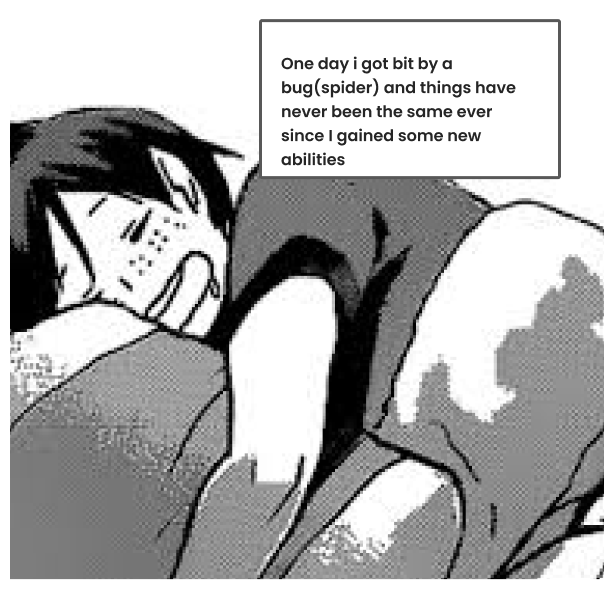 One day i got bit by a
bug(spider) and things have
never been the same ever
since I gained some new
abilities